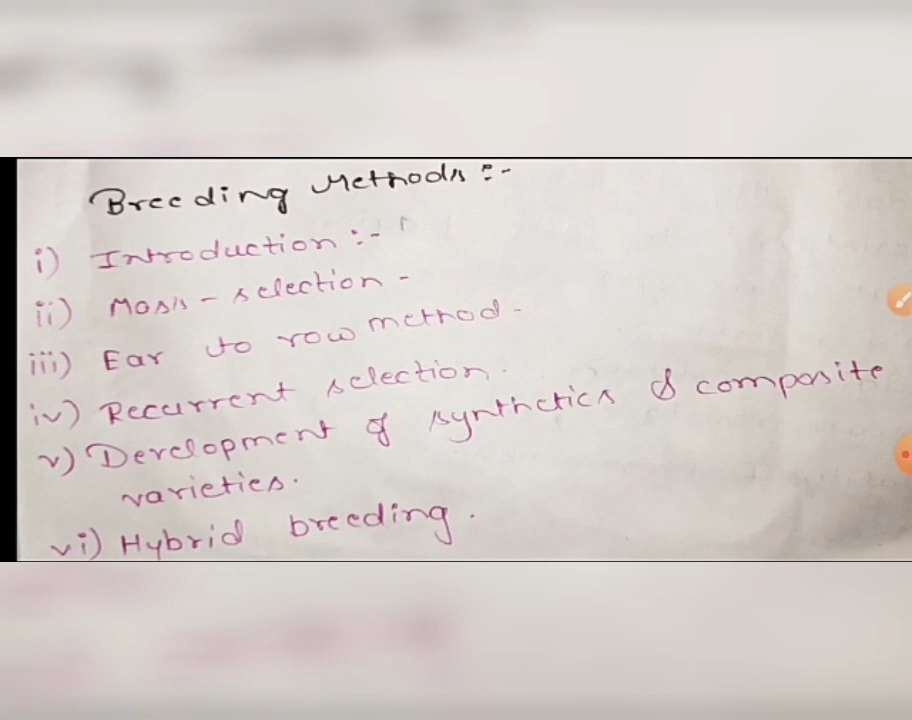 Breeding Methods :-
i) Introduction :-
ii) Mass - selection -
iii) Ear to row method -
iv) Recurrent selection.
v) Development of synthetics & composite
varieties.
vi) Hybrid breeding.